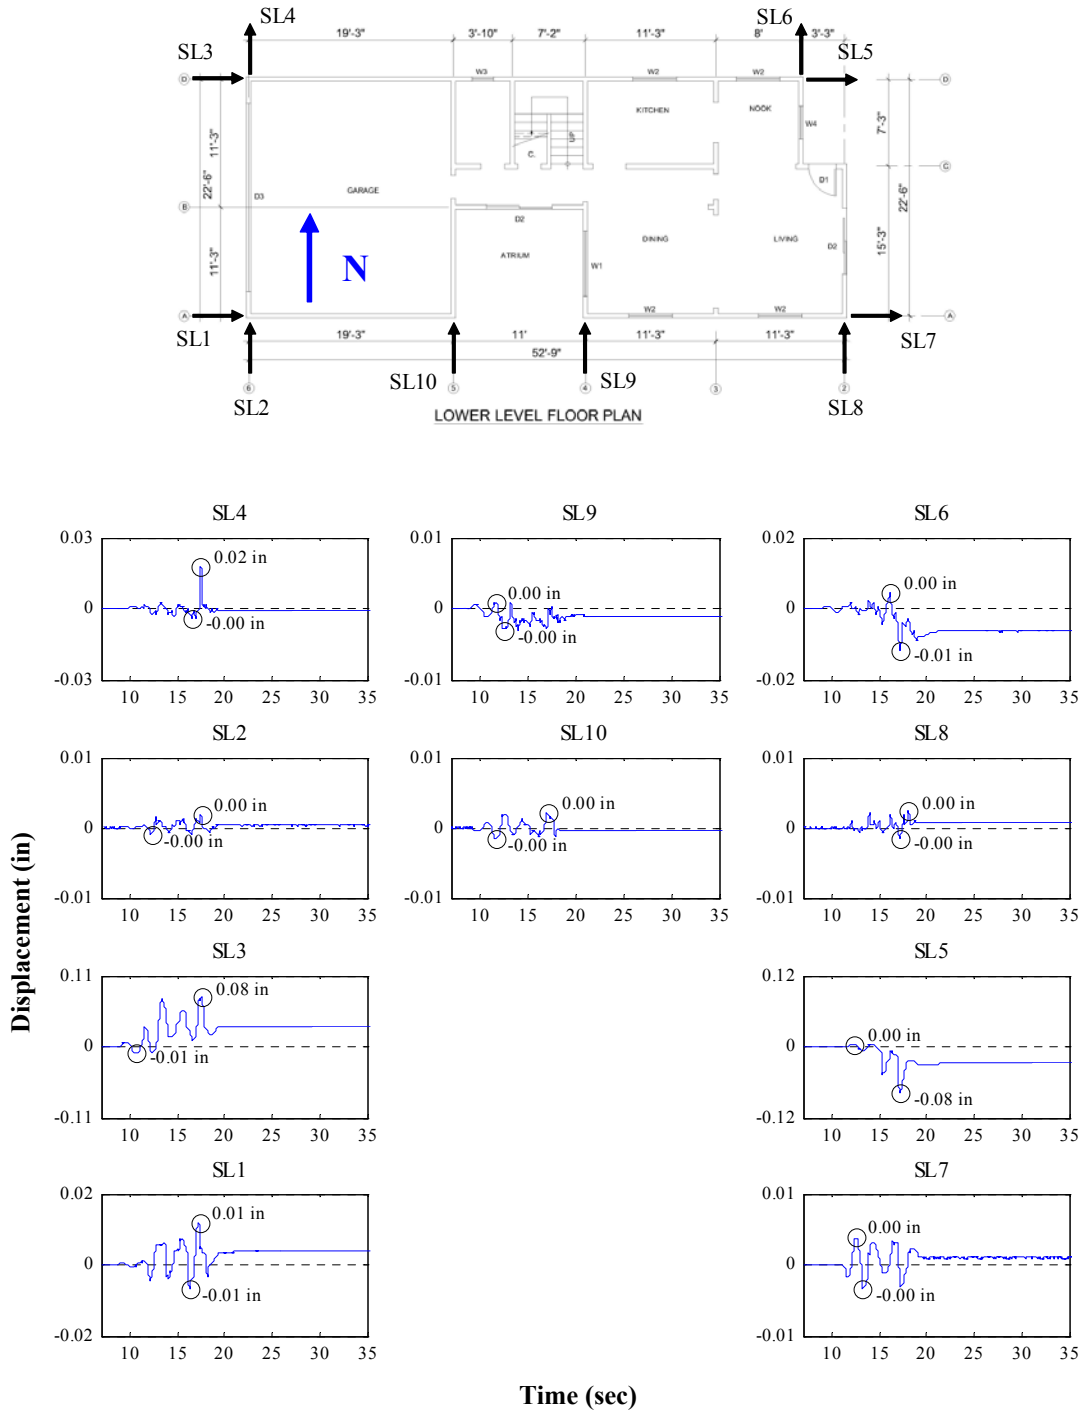 SL4
SL6
19'-3"
3'-10"
7'-2"
11'-3"
8'
3'-3"
SL3
SL5
D
W3
W2
W2
D
KITCHEN
NOOK
W4
7'-3"
11'-3"
UP
C.
G
22'-6"
D3
GARAGE
D1
22'-6"
B
D2
DINING
LIVING
D2
15'-3"
11'-3"
N
ATRIUM
W1
W2
W2
A
A
SL1
SL7
19'-3"
11'
11'-3"
11'-3"
52'-9"
SL10
SL9
6
5
4
3
2
SL2
SL8
LOWER LEVEL FLOOR PLAN
SL4
0.03
0
-0.03
0.02 in
-0.00 in
10 15 20 25 30 35
SL9
0.01
0
-0.01
0.00 in
-0.00 in
10 15 20 25 30 35
SL6
0.02
0
-0.02
0.00 in
-0.01 in
10 15 20 25 30 35
SL2
0.01
0
-0.01
0.00 in
-0.00 in
10 15 20 25 30 35
SL10
0.01
0
-0.01
0.00 in
-0.00 in
10 15 20 25 30 35
SL8
0.01
0
-0.01
0.00 in
-0.00 in
10 15 20 25 30 35
SL3
0.11
0
-0.11
0.08 in
-0.01 in
10 15 20 25 30 35
SL5
0.12
0
-0.12
0.00 in
-0.08 in
10 15 20 25 30 35
SL1
0.02
0
-0.02
0.01 in
-0.01 in
10 15 20 25 30 35
SL7
0.01
0
-0.01
0.00 in
-0.00 in
10 15 20 25 30 35
Displacement (in)
Time (sec)